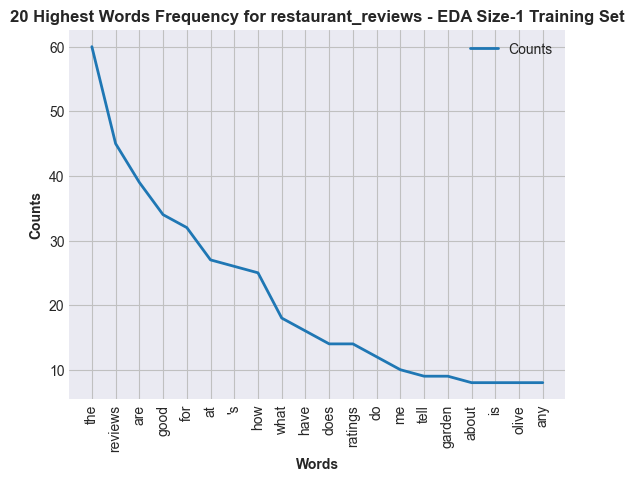 20 Highest Words Frequency for restaurant_reviews - EDA Size-1 Training Set
Counts
60
50
40
30
20
10
Counts
the
reviews
are
good
for
at
's
how
what
have
does
ratings
do
me
tell
garden
about
is
olive
any
Words